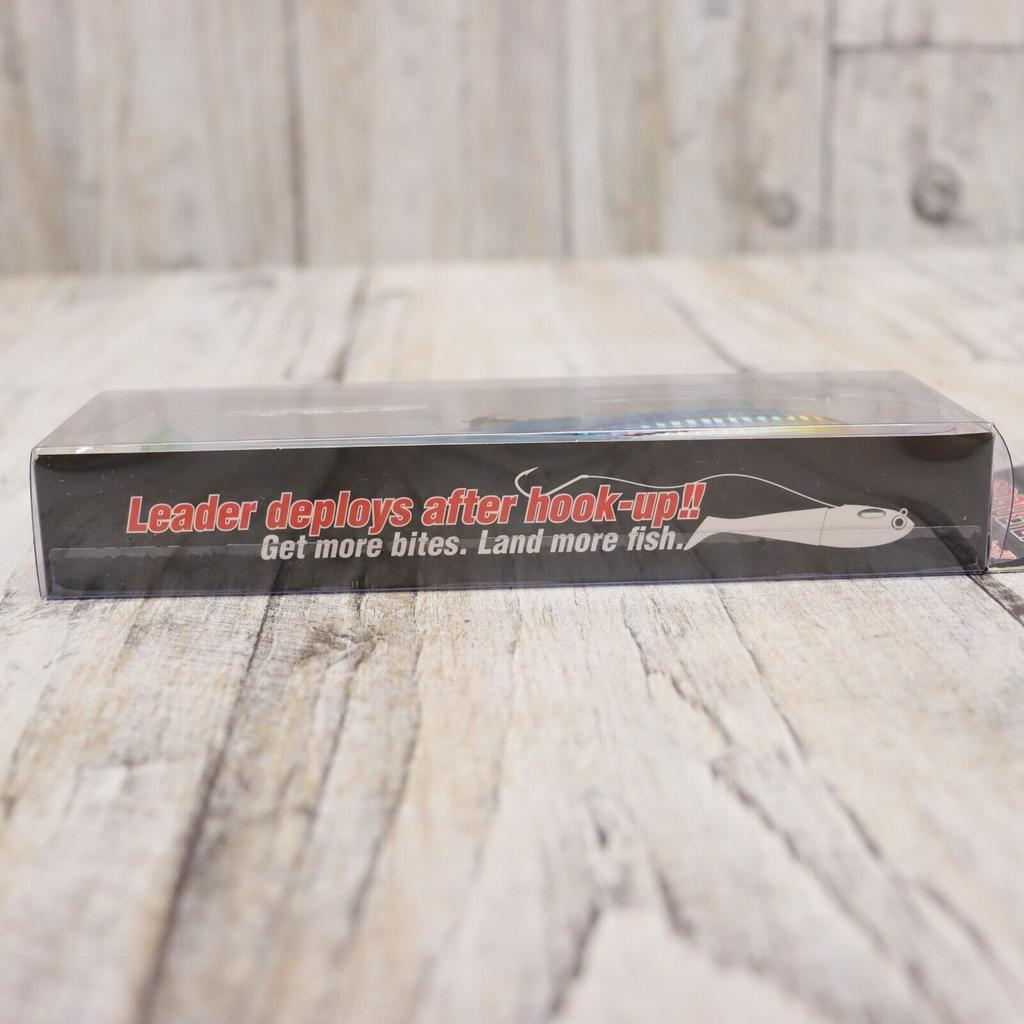 Leader deploys after hook-up!!
Get more bites. Land more fish.